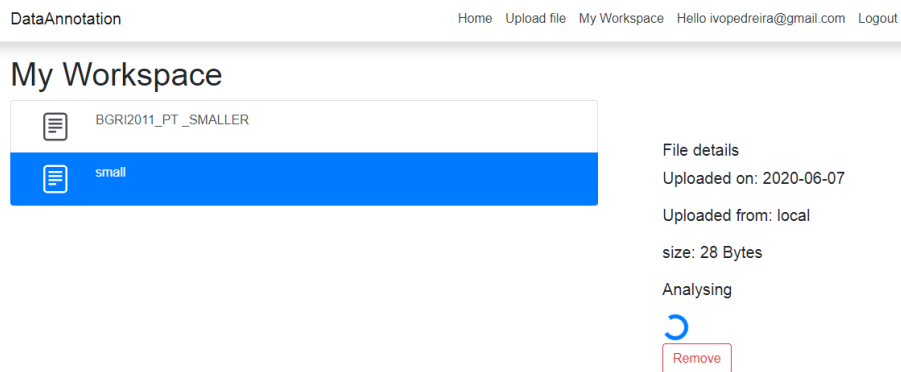 DataAnnotation Home Upload file My Workspace Hello ivopedreira@gmail.com Logout
My Workspace
BGRI2011_PT _SMALLER
small
File details
Uploaded on: 2020-06-07
Uploaded from: local
size: 28 Bytes
Analysing
Remove